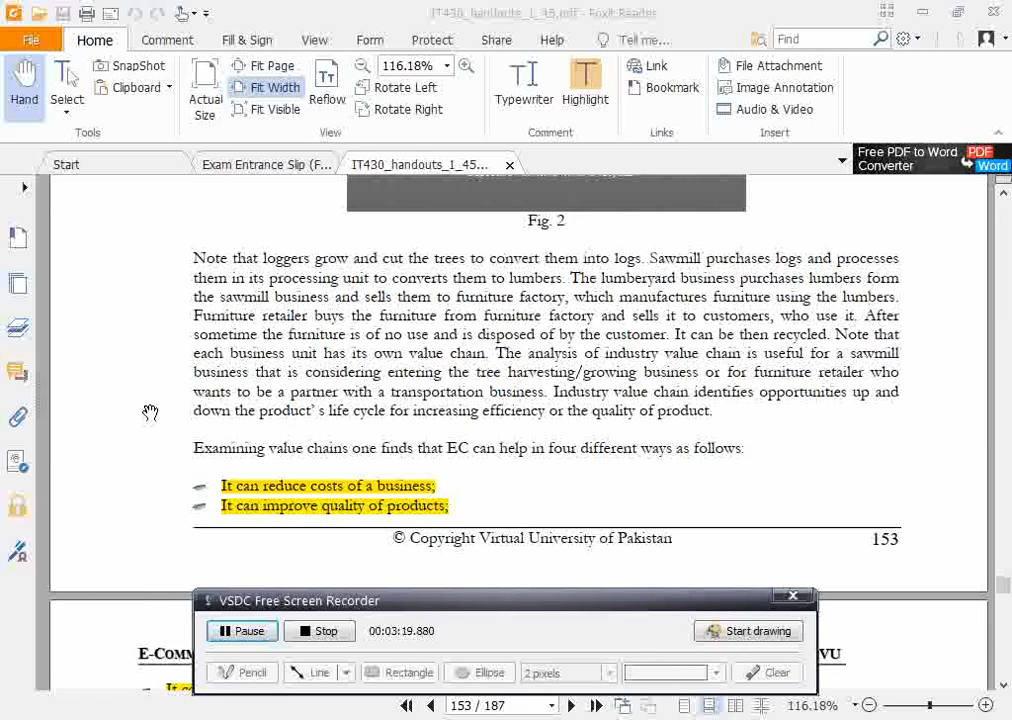 IT430_handouts_1_45.pdf - Foxit Reader
File Home Comment Fill & Sign View Form Protect Share Help Tell me... Find
SnapShot Fit Page 116.18% Link File Attachment
Clipboard Fit Width Rotate Left Bookmark Image Annotation
Hand Select Actual Size Fit Visible Reflow Rotate Right Typewriter Highlight Audio & Video
Tools View Comment Links Insert
Start Exam Entrance Slip (F... IT430_handouts_1_45... Free PDF to Word Converter PDF Word
Fig. 2
Note that loggers grow and cut the trees to convert them into logs. Sawmill purchases logs and processes
them in its processing unit to converts them to lumbers. The lumberyard business purchases lumbers form
the sawmill business and sells them to furniture factory, which manufactures furniture using the lumbers.
Furniture retailer buys the furniture from furniture factory and sells it to customers, who use it. After
sometime the furniture is of no use and is disposed of by the customer. It can be then recycled. Note that
each business unit has its own value chain. The analysis of industry value chain is useful for a sawmill
business that is considering entering the tree harvesting/growing business or for furniture retailer who
wants to be a partner with a transportation business. Industry value chain identifies opportunities up and
down the product's life cycle for increasing efficiency or the quality of product.
Examining value chains one finds that EC can help in four different ways as follows:
It can reduce costs of a business;
It can improve quality of products;
© Copyright Virtual University of Pakistan 153
VSDC Free Screen Recorder
Pause Stop 00:03:19.880 Start drawing
E-Comm VU
Pencil Line Rectangle Ellipse 2 pixels Clear
153 / 187 116.18%